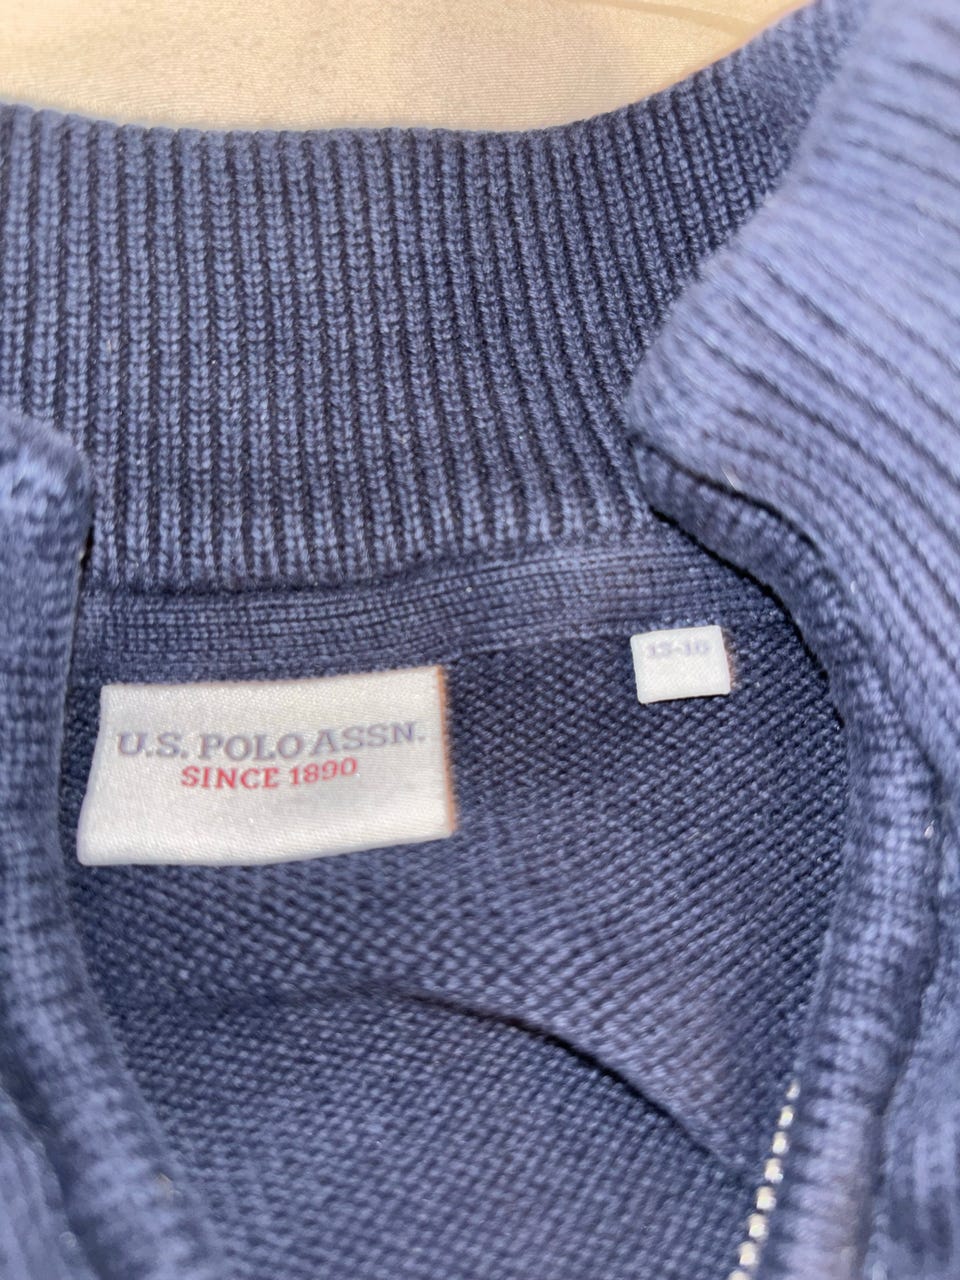 U.S. POLO ASSN.
SINCE 1890
15-16